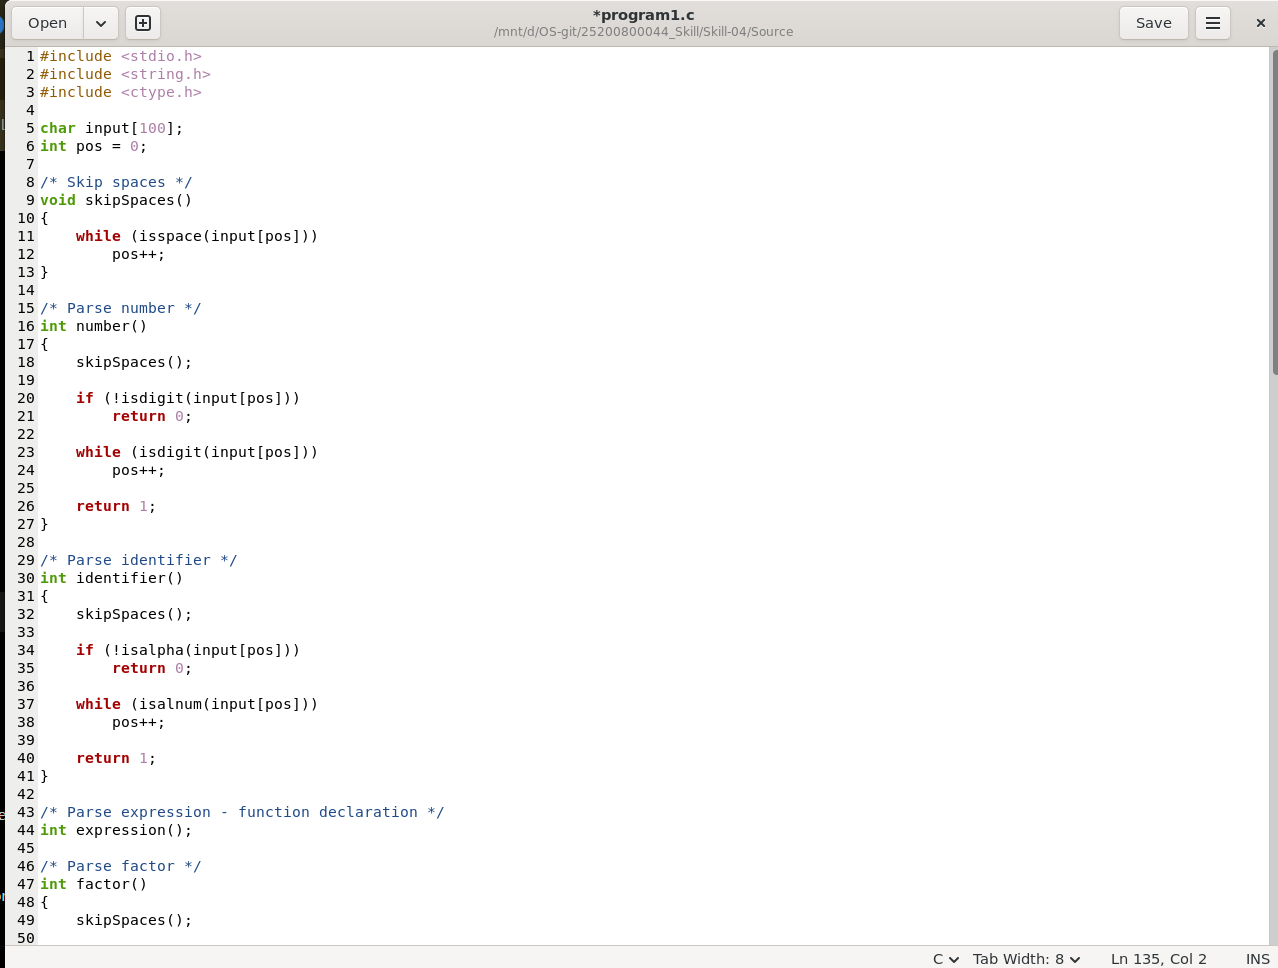 Open
*program1.c
/mnt/d/OS-git/25200800044_Skill/Skill-04/Source
Save
1 #include <stdio.h>
2 #include <string.h>
3 #include <ctype.h>
4
5 char input[100];
6 int pos = 0;
7
8 /* Skip spaces */
9 void skipSpaces()
10 {
11     while (isspace(input[pos]))
12         pos++;
13 }
14
15 /* Parse number */
16 int number()
17 {
18     skipSpaces();
19
20     if (!isdigit(input[pos]))
21         return 0;
22
23     while (isdigit(input[pos]))
24         pos++;
25
26     return 1;
27 }
28
29 /* Parse identifier */
30 int identifier()
31 {
32     skipSpaces();
33
34     if (!isalpha(input[pos]))
35         return 0;
36
37     while (isalnum(input[pos]))
38         pos++;
39
40     return 1;
41 }
42
43 /* Parse expression - function declaration */
44 int expression();
45
46 /* Parse factor */
47 int factor()
48 {
49     skipSpaces();
50
C Tab Width: 8 Ln 135, Col 2 INS